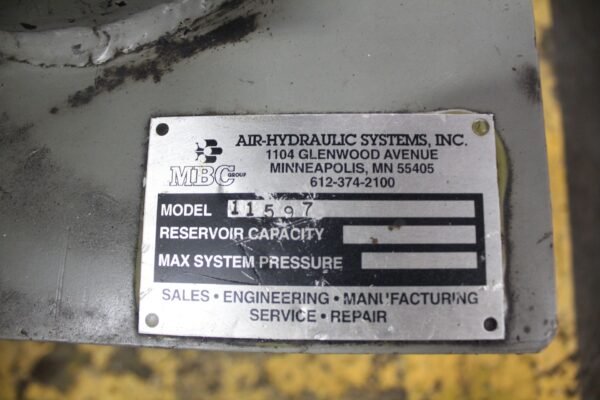 AIR-HYDRAULIC SYSTEMS, INC.
1104 GLENWOOD AVENUE
MINNEAPOLIS, MN 55405
612-374-2100
MBC GROUP
MODEL 11597
RESERVOIR CAPACITY
MAX SYSTEM PRESSURE
SALES • ENGINEERING • MANUFACTURING
SERVICE • REPAIR